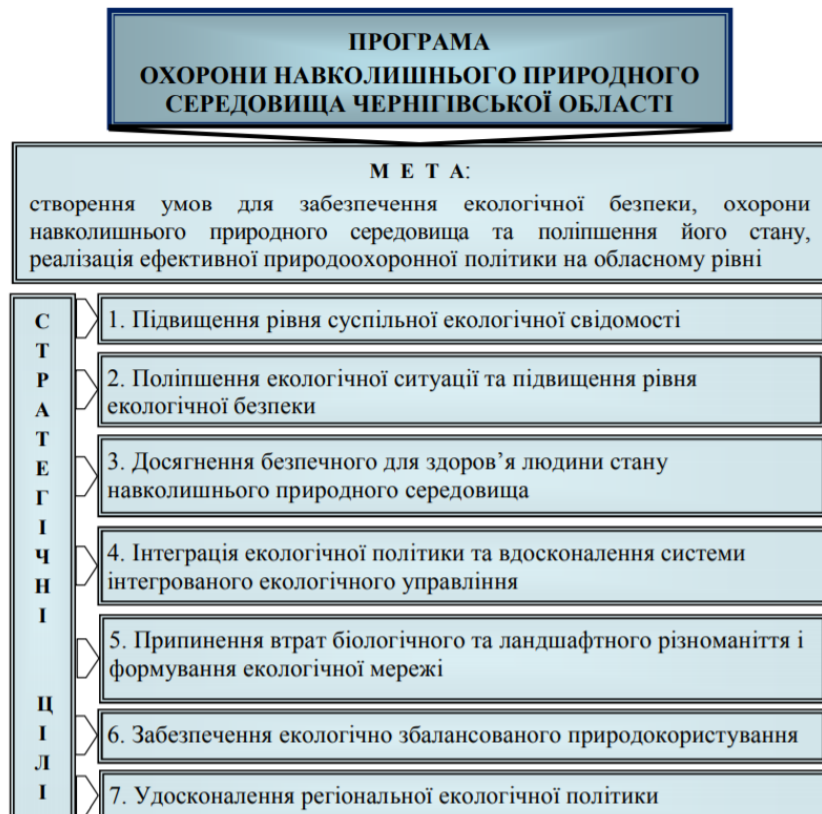 ПРОГРАМА
ОХОРОНИ НАВКОЛИШНЬОГО ПРИРОДНОГО
СЕРЕДОВИЩА ЧЕРНІГІВСЬКОЇ ОБЛАСТІ
М Е Т А:
створення умов для забезпечення екологічної безпеки, охорони
навколишнього природного середовища та поліпшення його стану,
реалізація ефективної природоохоронної політики на обласному рівні
СТРАТЕГІЧНІ ЦІЛІ
1. Підвищення рівня суспільної екологічної свідомості
2. Поліпшення екологічної ситуації та підвищення рівня
екологічної безпеки
3. Досягнення безпечного для здоров’я людини стану
навколишнього природного середовища
4. Інтеграція екологічної політики та вдосконалення системи
інтегрованого екологічного управління
5. Припинення втрат біологічного та ландшафтного різноманіття і
формування екологічної мережі
6. Забезпечення екологічно збалансованого природокористування
7. Удосконалення регіональної екологічної політики